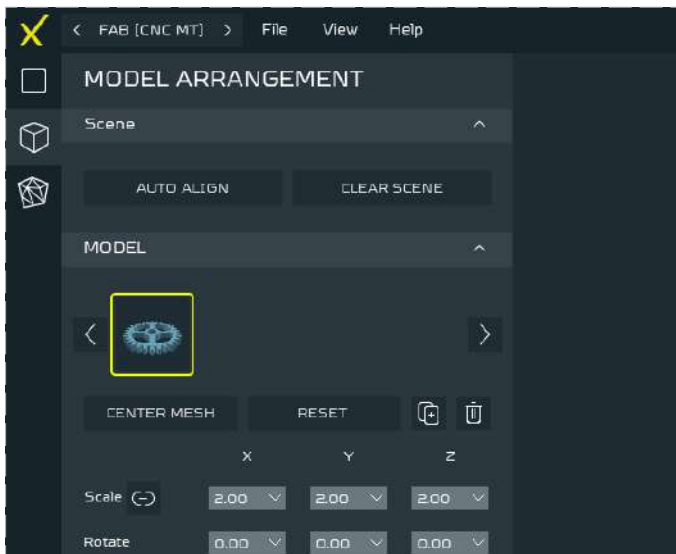 FAB (CNC MT) File View Help
MODEL ARRANGEMENT
Scene
AUTO ALIGN CLEAR SCENE
MODEL
CENTER MESH RESET
X Y Z
Scale 2.00 2.00 2.00
Rotate 0.00 0.00 0.00